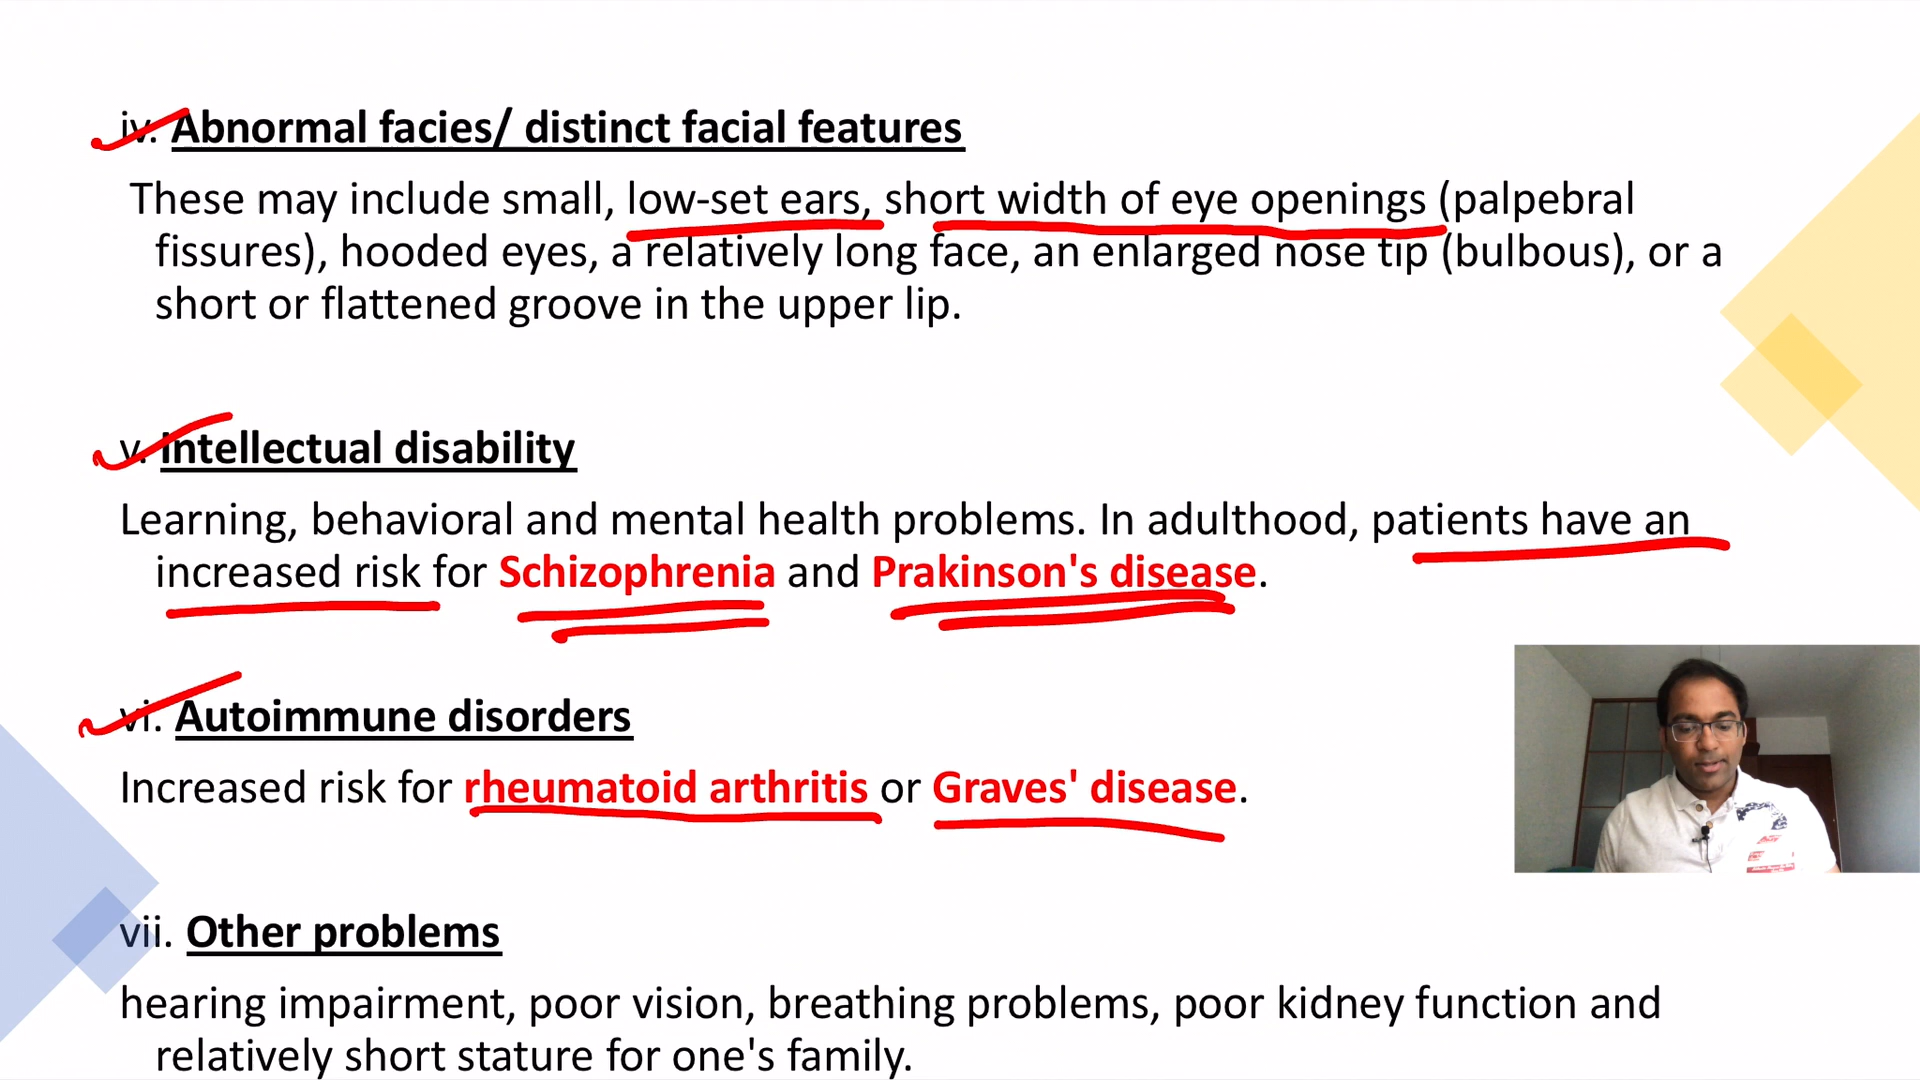 iv. Abnormal facies/ distinct facial features
These may include small, low-set ears, short width of eye openings (palpebral
fissures), hooded eyes, a relatively long face, an enlarged nose tip (bulbous), or a
short or flattened groove in the upper lip.
v. Intellectual disability
Learning, behavioral and mental health problems. In adulthood, patients have an
increased risk for Schizophrenia and Prakinson's disease.
vi. Autoimmune disorders
Increased risk for rheumatoid arthritis or Graves' disease.
vii. Other problems
hearing impairment, poor vision, breathing problems, poor kidney function and
relatively short stature for one's family.